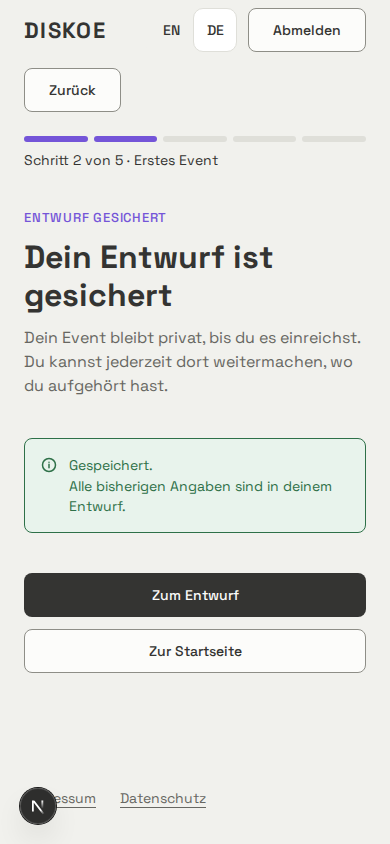 DISKOE
EN DE Abmelden
Zurück
Schritt 2 von 5 · Erstes Event
ENTWURF GESICHERT
Dein Entwurf ist
gesichert
Dein Event bleibt privat, bis du es einreichst.
Du kannst jederzeit dort weitermachen, wo
du aufgehört hast.
Gespeichert.
Alle bisherigen Angaben sind in deinem
Entwurf.
Zum Entwurf
Zur Startseite
Datenschutz
N